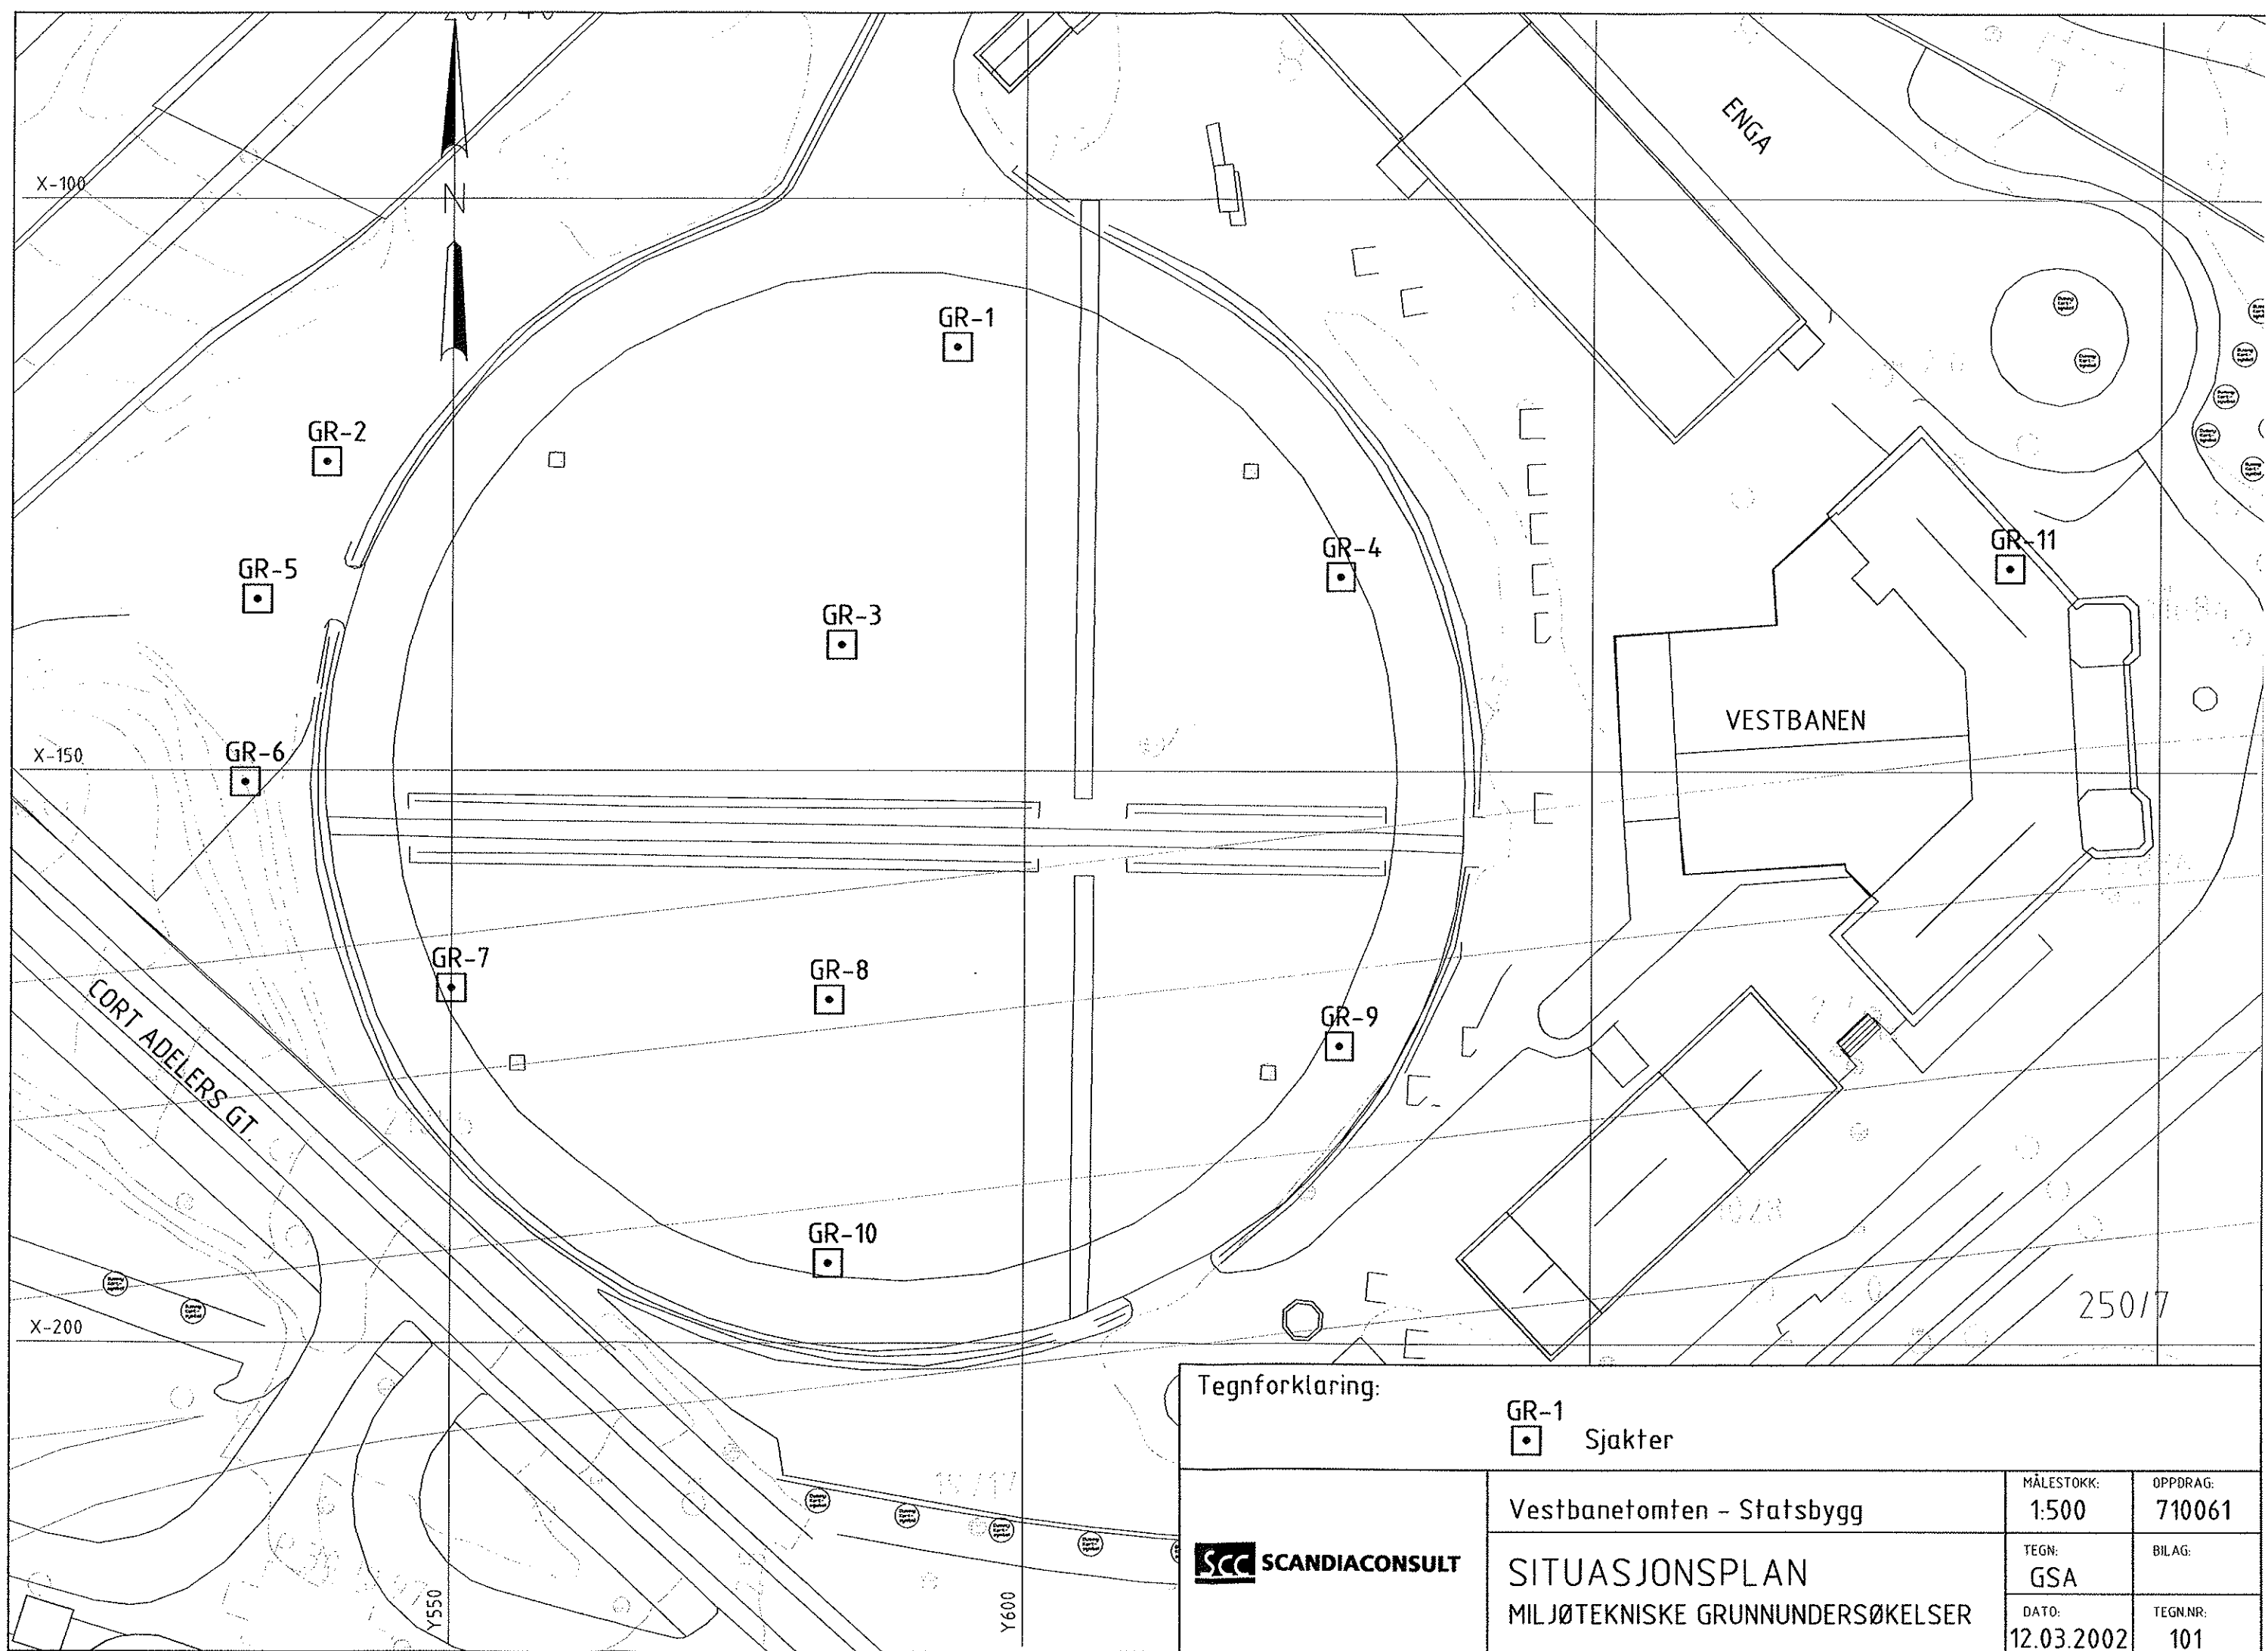 ENGA
X-100
N
GR-1
GR-2
GR-4
GR-11
GR-5
GR-3
VESTBANEN
GR-6
X-150
GR-7
GR-8
GR-9
CORT ADELERS GT.
GR-10
250/7
X-200
Y550
Y600
Tegnforklaring:
GR-1
Sjakter
SCC SCANDIACONSULT
Vestbanetomten - Statsbygg
SITUASJONSPLAN
MILJØTEKNISKE GRUNNUNDERSØKELSER
MÅLESTOKK:
1:500
OPPDRAG:
710061
TEGN:
GSA
BILAG:
DATO:
12.03.2002
TEGN.NR:
101